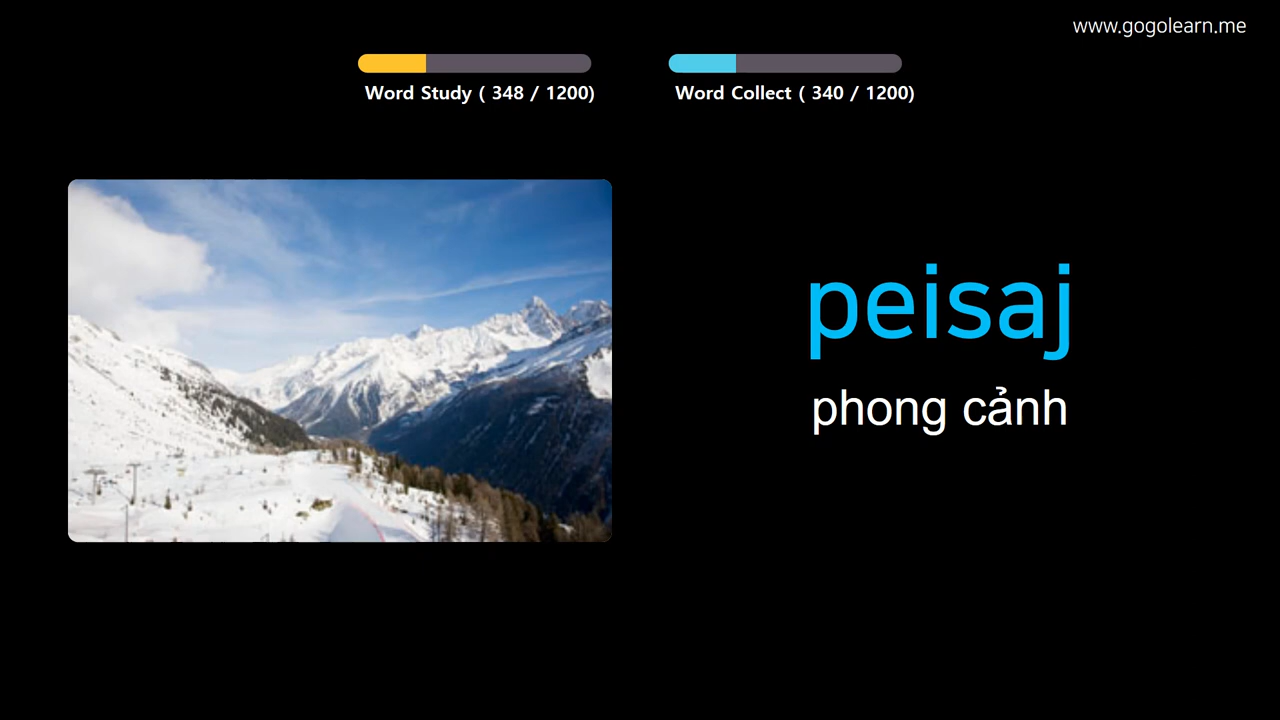 www.gogolearn.me
Word Study ( 348 / 1200)
Word Collect ( 340 / 1200)
peisaj
phong cảnh